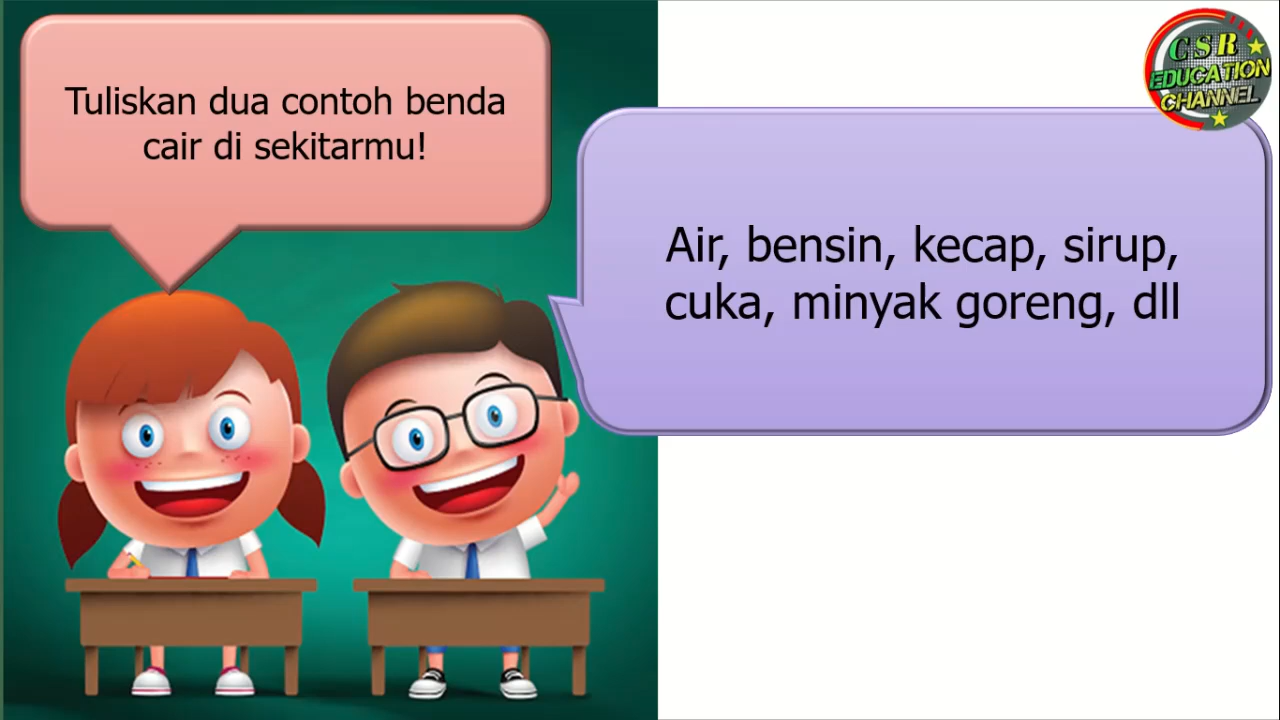 Tuliskan dua contoh benda
cair di sekitarmu!
CSR
EDUCATION
CHANNEL
Air, bensin, kecap, sirup,
cuka, minyak goreng, dll